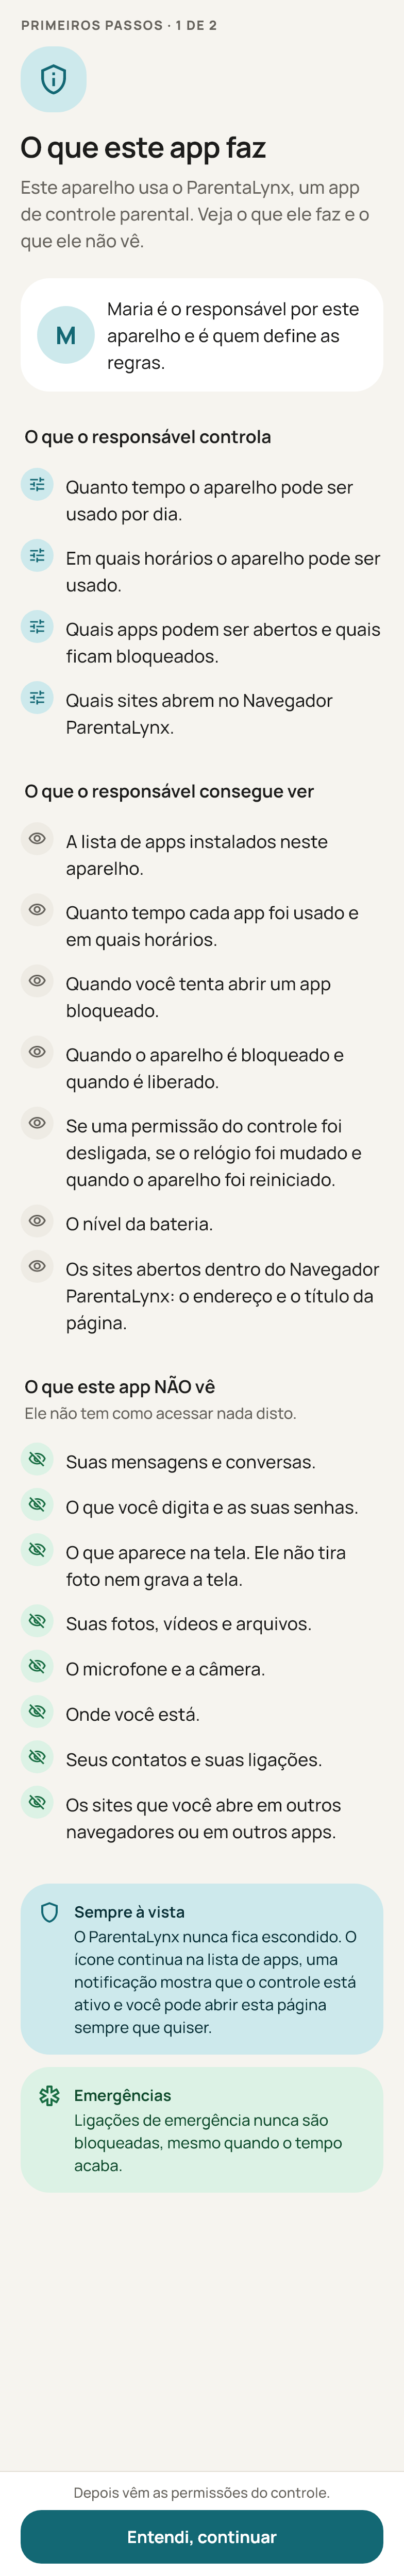 PRIMEIROS PASSOS · 1 DE 2
O que este app faz
Este aparelho usa o ParentaLynx, um app
de controle parental. Veja o que ele faz e o
que ele não vê.
M
Maria é o responsável por este
aparelho e é quem define as
regras.
O que o responsável controla
Quanto tempo o aparelho pode ser
usado por dia.
Em quais horários o aparelho pode ser
usado.
Quais apps podem ser abertos e quais
ficam bloqueados.
Quais sites abrem no Navegador
ParentaLynx.
O que o responsável consegue ver
A lista de apps instalados neste
aparelho.
Quanto tempo cada app foi usado e
em quais horários.
Quando você tenta abrir um app
bloqueado.
Quando o aparelho é bloqueado e
quando é liberado.
Se uma permissão do controle foi
desligada, se o relógio foi mudado e
quando o aparelho foi reiniciado.
O nível da bateria.
Os sites abertos dentro do Navegador
ParentaLynx: o endereço e o título da
página.
O que este app NÃO vê
Ele não tem como acessar nada disto.
Suas mensagens e conversas.
O que você digita e as suas senhas.
O que aparece na tela. Ele não tira
foto nem grava a tela.
Suas fotos, vídeos e arquivos.
O microfone e a câmera.
Onde você está.
Seus contatos e suas ligações.
Os sites que você abre em outros
navegadores ou em outros apps.
Sempre à vista
O ParentaLynx nunca fica escondido. O
ícone continua na lista de apps, uma
notificação mostra que o controle está
ativo e você pode abrir esta página
sempre que quiser.
Emergências
Ligações de emergência nunca são
bloqueadas, mesmo quando o tempo
acaba.
Depois vêm as permissões do controle.
Entendi, continuar